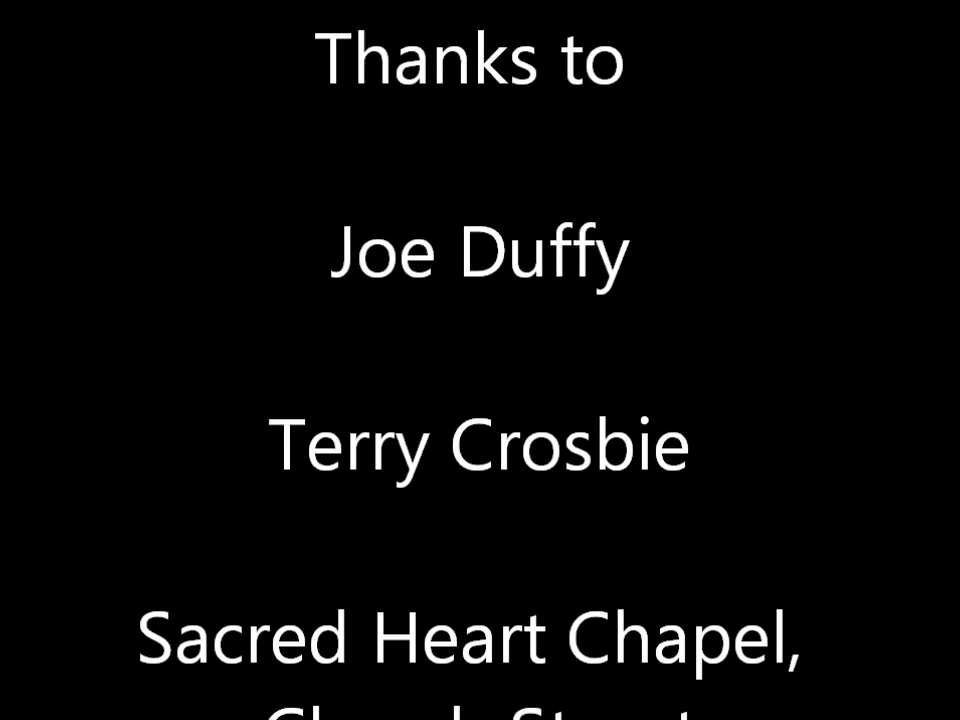 Thanks to
Joe Duffy
Terry Crosbie
Sacred Heart Chapel,